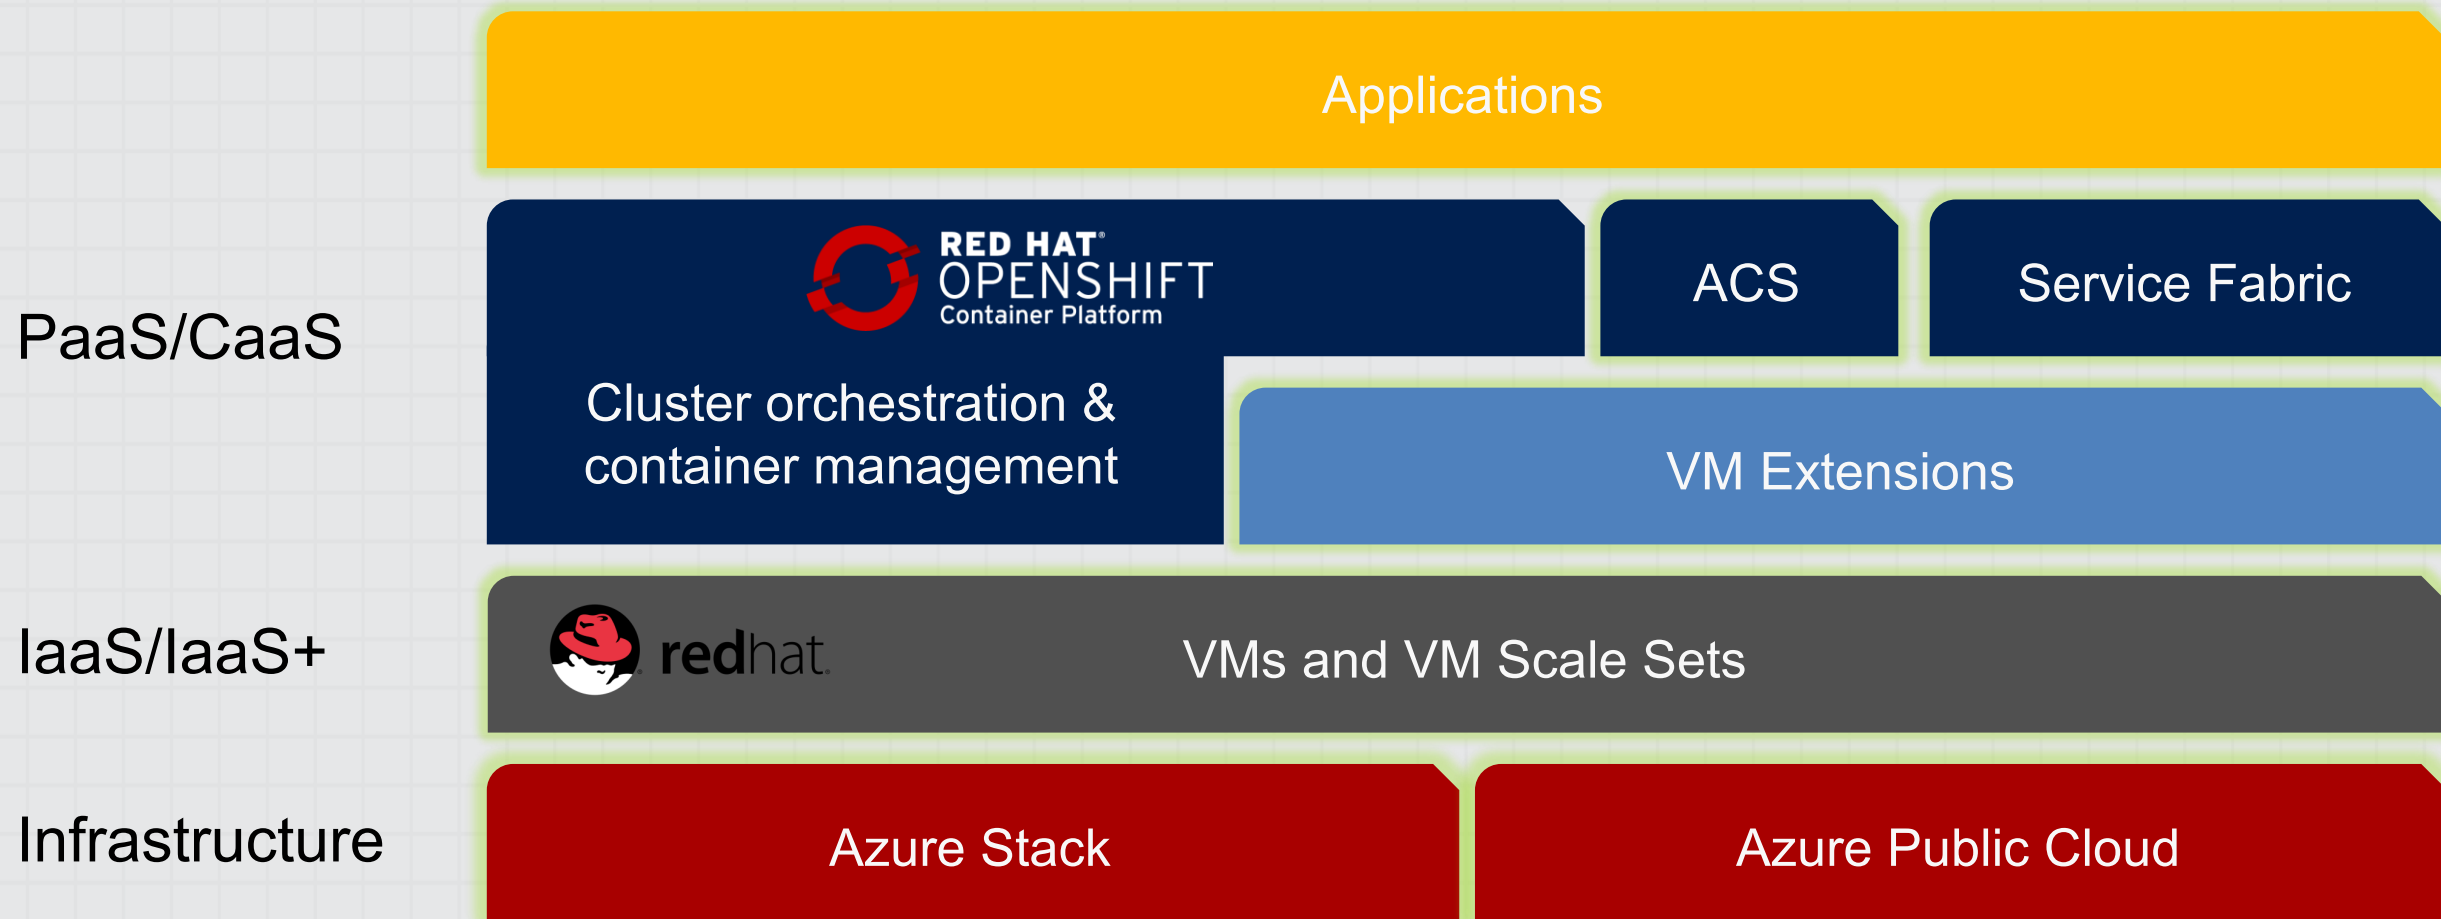 Applications
RED HAT®
OPENSHIFT
Container Platform
ACS
Service Fabric
PaaS/CaaS
Cluster orchestration &
container management
VM Extensions
IaaS/IaaS+
redhat.
VMs and VM Scale Sets
Infrastructure
Azure Stack
Azure Public Cloud